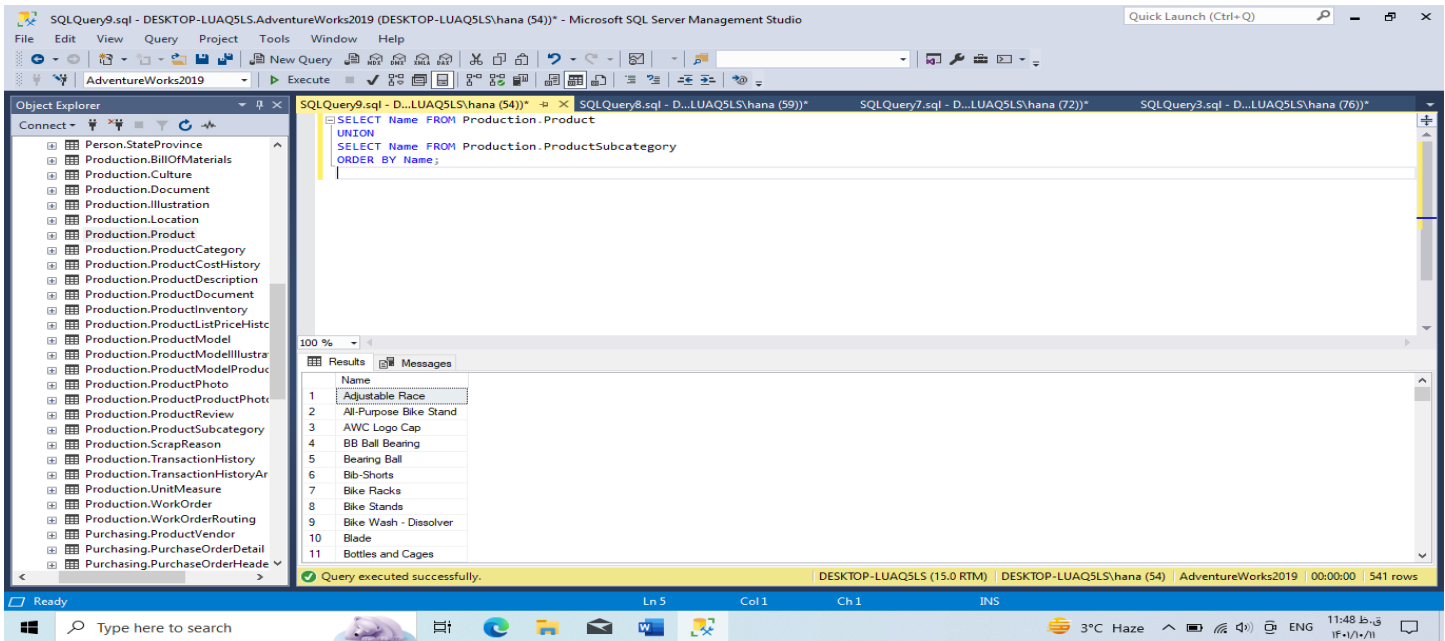 SQLQuery9.sql - DESKTOP-LUAQ5LS.AdventureWorks2019 (DESKTOP-LUAQ5LS\hana (54))* - Microsoft SQL Server Management Studio
Quick Launch (Ctrl+Q)
File Edit View Query Project Tools Window Help
New Query
MDX DMX XMLA DAX
AdventureWorks2019
Execute
Object Explorer
SQLQuery9.sql - D...LUAQ5LS\hana (54))* SQLQuery8.sql - D...LUAQ5LS\hana (59))* SQLQuery7.sql - D...LUAQ5LS\hana (72))* SQLQuery3.sql - D...LUAQ5LS\hana (76))*
Connect
Person.StateProvince
Production.BillOfMaterials
Production.Culture
Production.Document
Production.Illustration
Production.Location
Production.Product
Production.ProductCategory
Production.ProductCostHistory
Production.ProductDescription
Production.ProductDocument
Production.ProductInventory
Production.ProductListPriceHistc
Production.ProductModel
Production.ProductModelIllustra
Production.ProductModelProduc
Production.ProductPhoto
Production.ProductProductPhoto
Production.ProductReview
Production.ProductSubcategory
Production.ScrapReason
Production.TransactionHistory
Production.TransactionHistoryAr
Production.UnitMeasure
Production.WorkOrder
Production.WorkOrderRouting
Purchasing.ProductVendor
Purchasing.PurchaseOrderDetail
Purchasing.PurchaseOrderHeade
SELECT Name FROM Production.Product
UNION
SELECT Name FROM Production.ProductSubcategory
ORDER BY Name;
100 %
Results Messages
Name
1 Adjustable Race
2 All-Purpose Bike Stand
3 AWC Logo Cap
4 BB Ball Bearing
5 Bearing Ball
6 Bib-Shorts
7 Bike Racks
8 Bike Stands
9 Bike Wash - Dissolver
10 Blade
11 Bottles and Cages
Query executed successfully.
DESKTOP-LUAQ5LS (15.0 RTM) DESKTOP-LUAQ5LS\hana (54) AdventureWorks2019 00:00:00 541 rows
Ready Ln 5 Col 1 Ch 1 INS
Type here to search
3°C Haze ENG
11:48 ق.ظ
۱۴۰۱/۱۰/۱۱